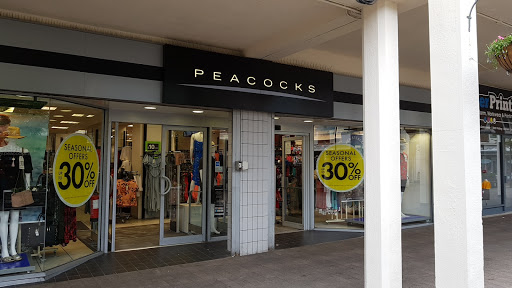 PEACOCKS
SEASONAL
OFFERS
30%
OFF
SEASONAL
OFFERS
30%
OFF
Print